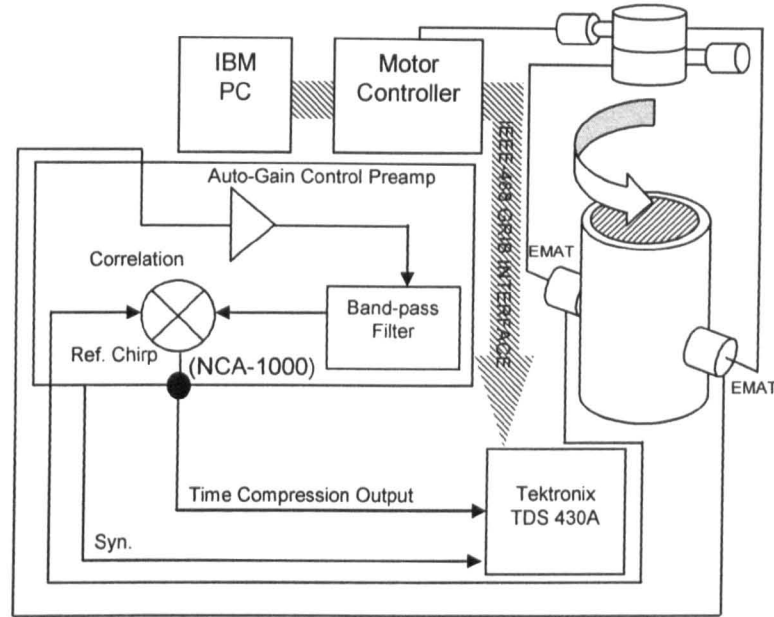 IBM
PC
Motor
Controller
IEEE-488 GPIB INTERFACE
Auto-Gain Control Preamp
EMAT
Correlation
Band-pass
Filter
Ref. Chirp
(NCA-1000)
EMAT
Time Compression Output
Tektronix
TDS 430A
Syn.